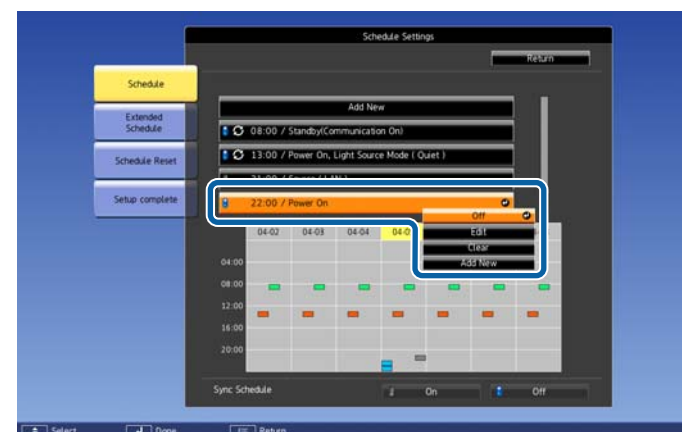 Schedule Settings
Return
Schedule
Extended
Schedule
Schedule Reset
Setup complete
Add New
08:00 / Standby(Communication On)
13:00 / Power On, Light Source Mode ( Quiet )
22:00 / Power On
Off
Edit
Clear
Add New
04-02 04-03 04-04
04:00
08:00
12:00
16:00
20:00
Sync Schedule On Off
Select Done Return